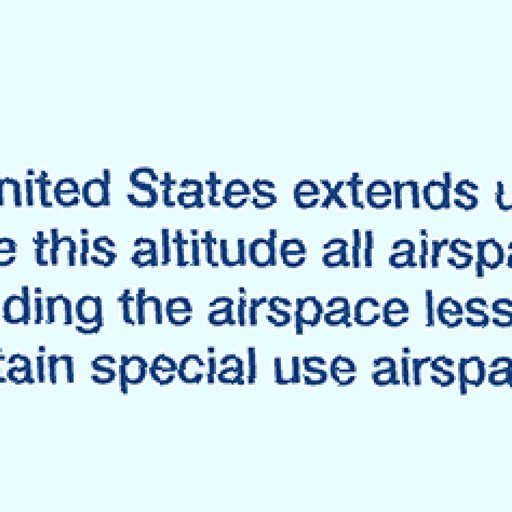 nited States extends u
e this altitude all airspa
ding the airspace less
tain special use airspa